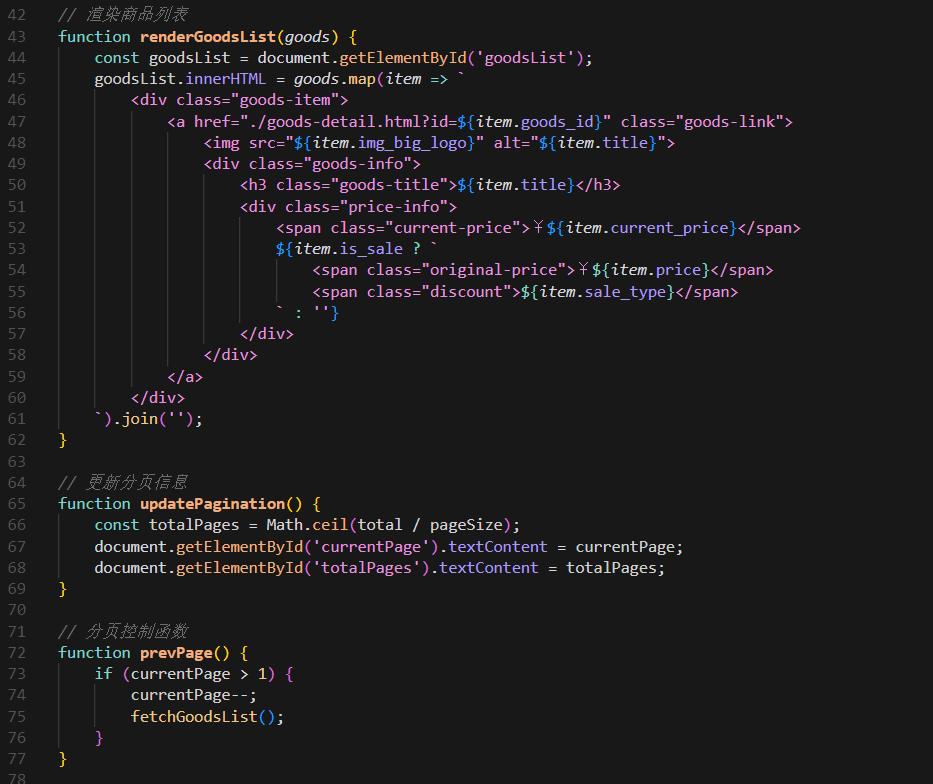 42 // 渲染商品列表
43 function renderGoodsList(goods) {
44     const goodsList = document.getElementById('goodsList');
45     goodsList.innerHTML = goods.map(item => `
46         <div class="goods-item">
47             <a href="./goods-detail.html?id=${item.goods_id}" class="goods-link">
48                 <img src="${item.img_big_logo}" alt="${item.title}">
49                 <div class="goods-info">
50                     <h3 class="goods-title">${item.title}</h3>
51                     <div class="price-info">
52                         <span class="current-price">¥${item.current_price}</span>
53                         ${item.is_sale ? `
54                             <span class="original-price">¥${item.price}</span>
55                             <span class="discount">${item.sale_type}</span>
56                         ` : ''}
57                     </div>
58                 </div>
59             </a>
60         </div>
61     `).join('');
62 }
63
64 // 更新分页信息
65 function updatePagination() {
66     const totalPages = Math.ceil(total / pageSize);
67     document.getElementById('currentPage').textContent = currentPage;
68     document.getElementById('totalPages').textContent = totalPages;
69 }
70
71 // 分页控制函数
72 function prevPage() {
73     if (currentPage > 1) {
74         currentPage--;
75         fetchGoodsList();
76     }
77 }
78